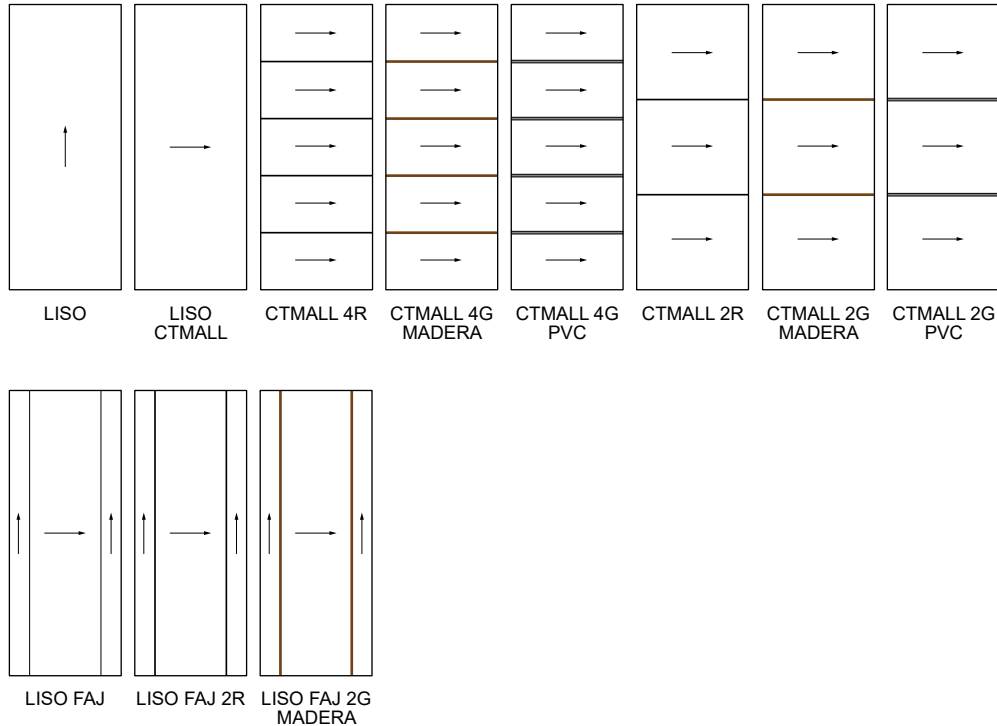 LISO
LISO
CTMALL
CTMALL 4R
CTMALL 4G
MADERA
CTMALL 4G
PVC
CTMALL 2R
CTMALL 2G
MADERA
CTMALL 2G
PVC
LISO FAJ
LISO FAJ 2R
LISO FAJ 2G
MADERA